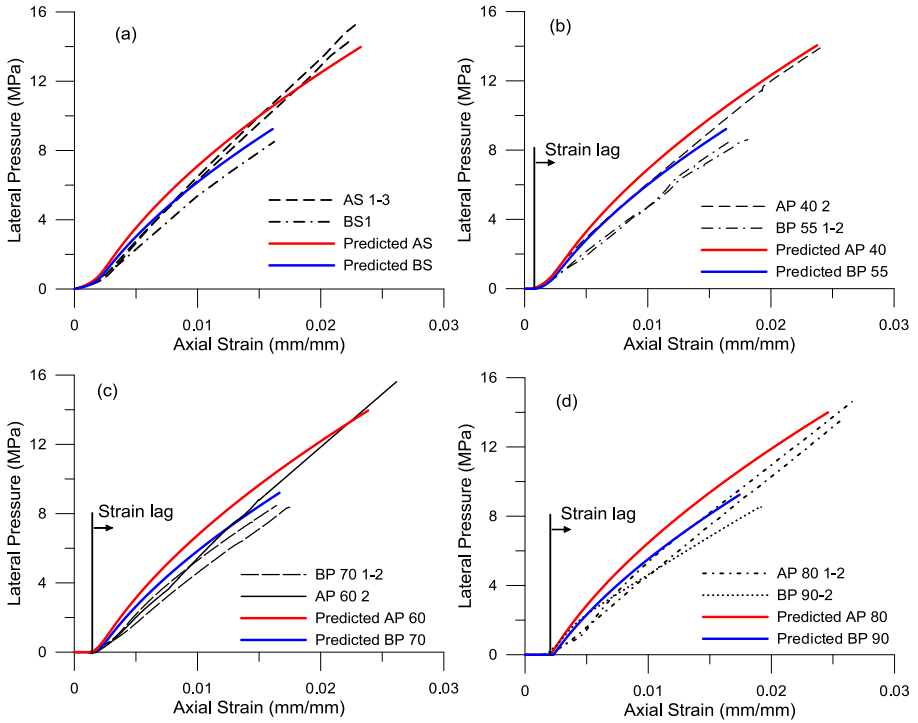 (a)
16
12
8
4
0
Lateral Pressure (MPa)
0
0.01
0.02
0.03
Axial Strain (mm/mm)
AS 1-3
BS1
Predicted AS
Predicted BS
(b)
16
12
8
4
0
Lateral Pressure (MPa)
Strain lag
0
0.01
0.02
0.03
Axial Strain (mm/mm)
AP 40 2
BP 55 1-2
Predicted AP 40
Predicted BP 55
(c)
16
12
8
4
0
Lateral Pressure (MPa)
Strain lag
0
0.01
0.02
0.03
Axial Strain (mm/mm)
BP 70 1-2
AP 60 2
Predicted AP 60
Predicted BP 70
(d)
16
12
8
4
0
Lateral Pressure (MPa)
Strain lag
0
0.01
0.02
0.03
Axial Strain (mm/mm)
AP 80 1-2
BP 90-2
Predicted AP 80
Predicted BP 90